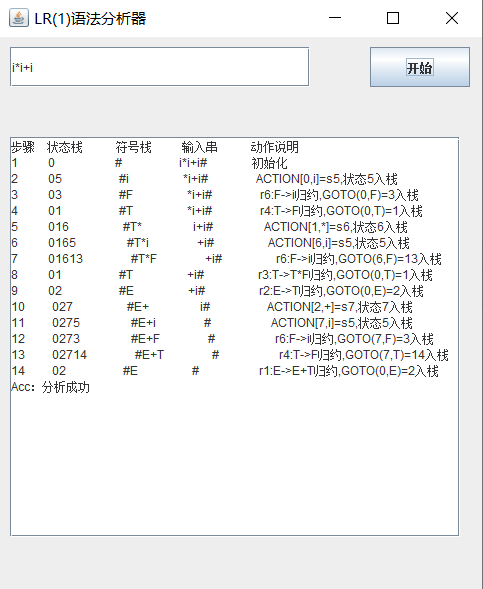 LR(1)语法分析器
i*i+i
开始
步骤 状态栈 符号栈 输入串 动作说明
1 0 # i*i+i# 初始化
2 05 #i *i+i# ACTION[0,i]=s5,状态5入栈
3 03 #F *i+i# r6:F->i归约,GOTO(0,F)=3入栈
4 01 #T *i+i# r4:T->F归约,GOTO(0,T)=1入栈
5 016 #T* i+i# ACTION[1,*]=s6,状态6入栈
6 0165 #T*i +i# ACTION[6,i]=s5,状态5入栈
7 01613 #T*F +i# r6:F->i归约,GOTO(6,F)=13入栈
8 01 #T +i# r3:T->T*F归约,GOTO(0,T)=1入栈
9 02 #E +i# r2:E->T归约,GOTO(0,E)=2入栈
10 027 #E+ i# ACTION[2,+]=s7,状态7入栈
11 0275 #E+i # ACTION[7,i]=s5,状态5入栈
12 0273 #E+F # r6:F->i归约,GOTO(7,F)=3入栈
13 02714 #E+T # r4:T->F归约,GOTO(7,T)=14入栈
14 02 #E # r1:E->E+T归约,GOTO(0,E)=2入栈
Acc：分析成功